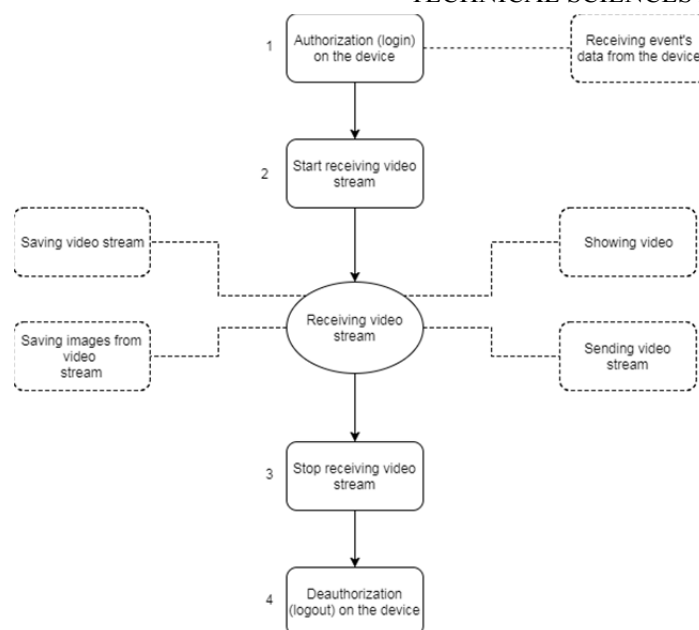 TECHNICAL SCIENCES
1
Authorization (login)
on the device
Receiving event's
data from the device
2
Start receiving video
stream
Saving video stream
Showing video
Receiving video
stream
Saving images from
video
stream
Sending video
stream
3
Stop receiving video
stream
4
Deauthorization
(logout) on the device